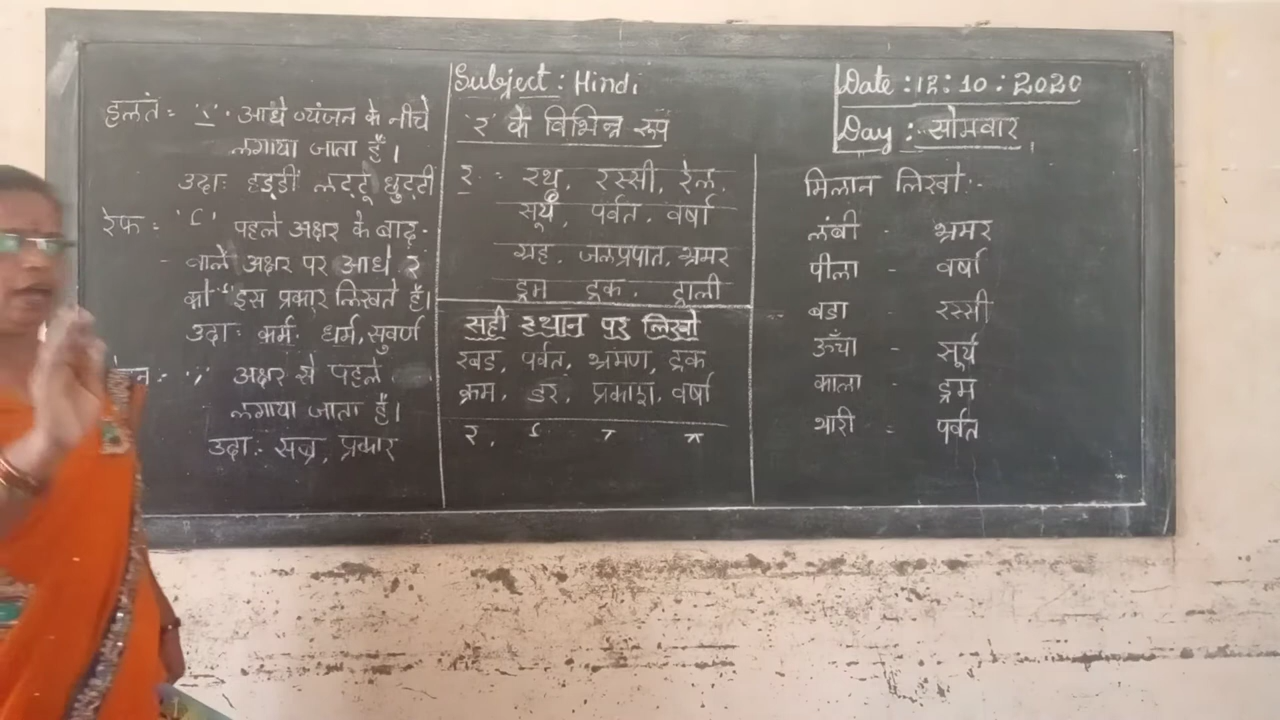 हलंत = '्' . आधे व्यंजन के नीचे
लगाया जाता है।
उदा: हड्डी लट्टू छुट्टी
रेफ = 'र्' पहले अक्षर के बाद
वाले अक्षर पर आधे र
को 'र्' इस प्रकार लिखते हैं।
उदा: कर्म. धर्म, सुवर्ण
अक्षर से पहले
लगाया जाता है।
उदा:- सब्र, प्रकार
Subject : Hindi
'र' के विभिन्न रूप
र - रथ, रस्सी, रेल,
सूर्य, पर्वत, वर्षा
ग्रह, जलप्रपात, भ्रमर
ड्रम ट्रक, ट्राली
सही स्थान पर लिखो
रबड, पर्वत, भ्रमण, ट्रक
क्रम, डर, प्रकाश, वर्षा
र,
Date : 12 : 10 : 2020
Day : सोमवार
मिलान लिखो :-
लंबी - भ्रमर
पीला - वर्षा
बडा - रस्सी
ऊँचा - सूर्य
काला - ड्रम
भारी - पर्वत